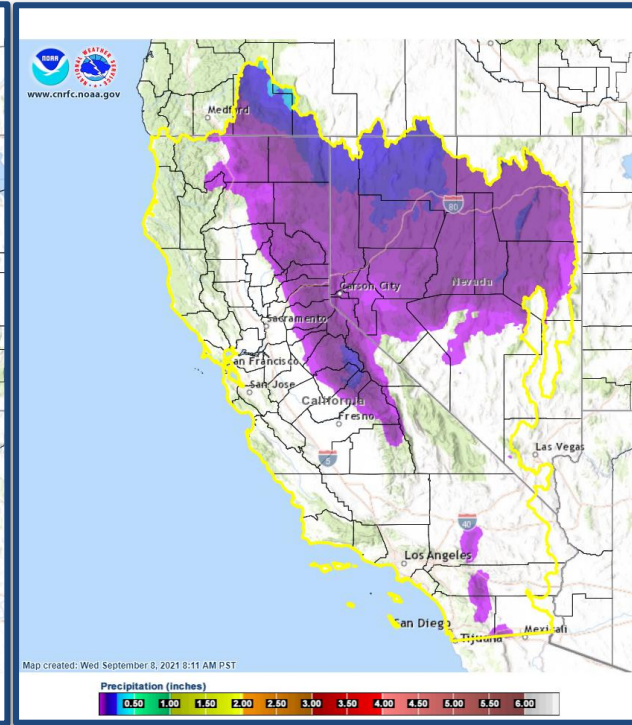 NOAA
www.cnrfc.noaa.gov
Medford
80
Carson City
Nevada
Sacramento
San Francisco
San Jose
California
Fresno
5
Las Vegas
40
Los Angeles
San Diego
Tijuana
Mexicali
Map created: Wed September 8, 2021 8:11 AM PST
Precipitation (inches)
0.50 1.00 1.50 2.00 2.50 3.00 3.50 4.00 4.50 5.00 5.50 6.00